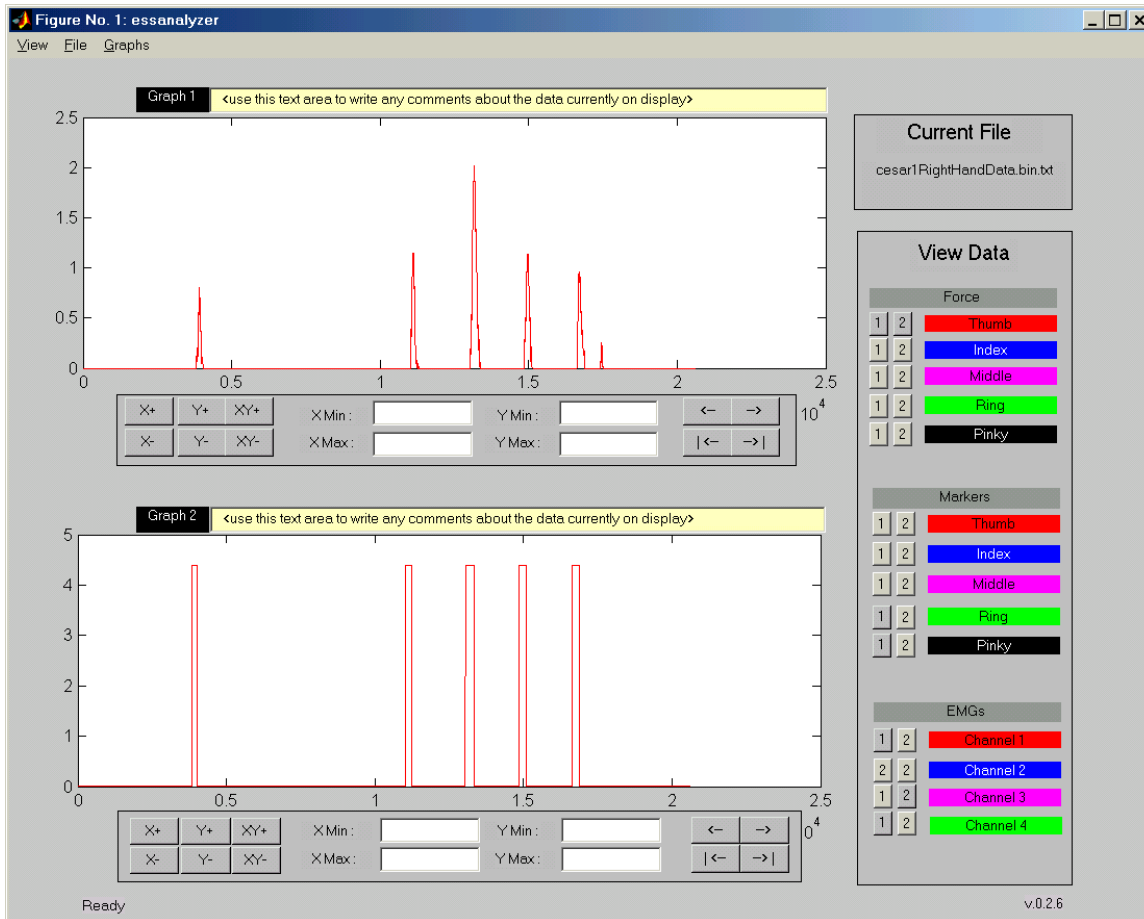 Figure No. 1: essanalyzer
View File Graphs
Graph 1 <use this text area to write any comments about the data currently on display>
2.5
2
1.5
1
0.5
0
0 0.5 1 1.5 2 2.5
10^4
X+ Y+ XY+ X Min : Y Min : <-- -->
X- Y- XY- X Max : Y Max : |<-- -->|
Graph 2 <use this text area to write any comments about the data currently on display>
5
4
3
2
1
0
0 0.5 1 1.5 2 2.5
0^4
X+ Y+ XY+ X Min : Y Min : <-- -->
X- Y- XY- X Max : Y Max : |<-- -->|
Ready
Current File
cesar1RightHandData.bin.txt
View Data
Force
1 2 Thumb
1 2 Index
1 2 Middle
1 2 Ring
1 2 Pinky
Markers
1 2 Thumb
1 2 Index
1 2 Middle
1 2 Ring
1 2 Pinky
EMGs
1 2 Channel 1
2 2 Channel 2
1 2 Channel 3
1 2 Channel 4
v.0.2.6